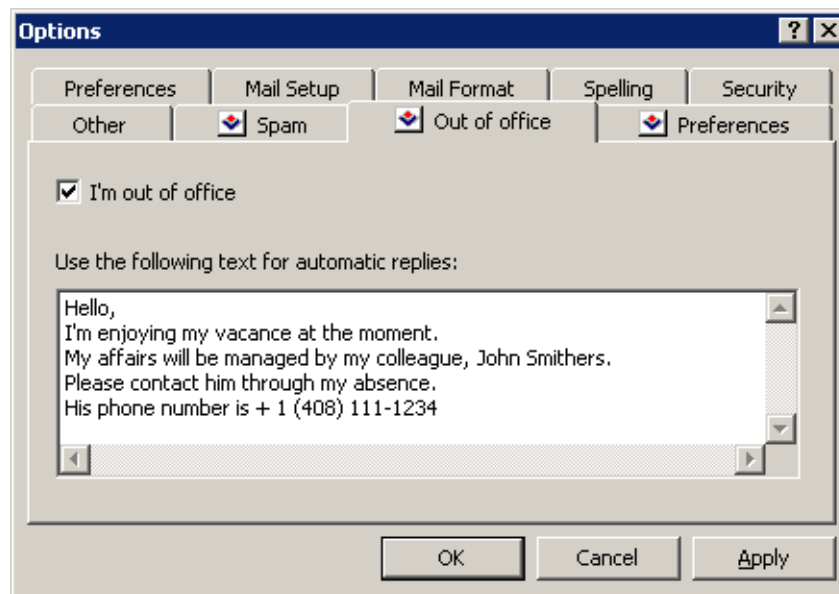 Options
Preferences
Mail Setup
Mail Format
Spelling
Security
Other
Spam
Out of office
Preferences
I'm out of office
Use the following text for automatic replies:
Hello,
I'm enjoying my vacance at the moment.
My affairs will be managed by my colleague, John Smithers.
Please contact him through my absence.
His phone number is + 1 (408) 111-1234
OK
Cancel
Apply